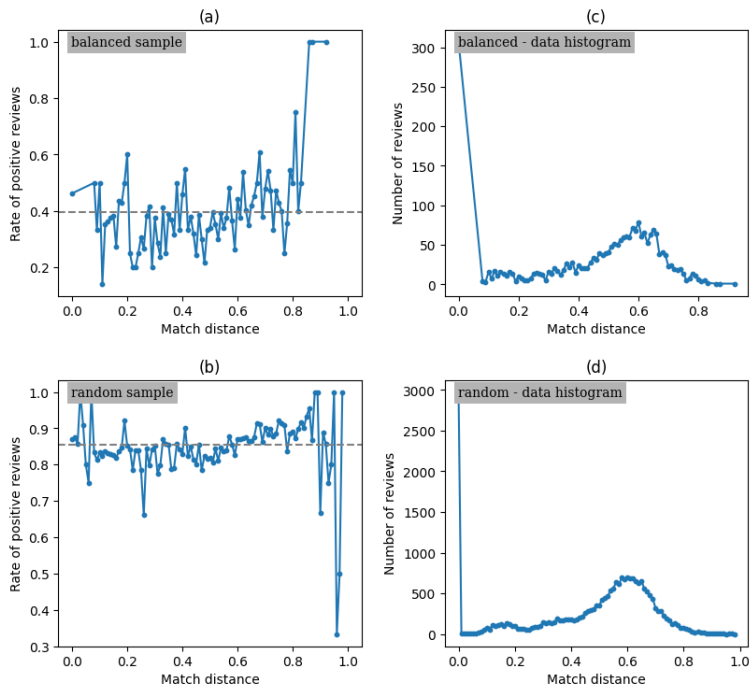 (a)
balanced sample
1.0
0.8
0.6
0.4
0.2
Rate of positive reviews
0.0 0.2 0.4 0.6 0.8 1.0
Match distance
(c)
balanced - data histogram
300
250
200
150
100
50
0
Number of reviews
0.0 0.2 0.4 0.6 0.8
Match distance
(b)
random sample
1.0
0.9
0.8
0.7
0.6
0.5
0.4
0.3
Rate of positive reviews
0.0 0.2 0.4 0.6 0.8 1.0
Match distance
(d)
random - data histogram
3000
2500
2000
1500
1000
500
0
Number of reviews
0.0 0.2 0.4 0.6 0.8 1.0
Match distance